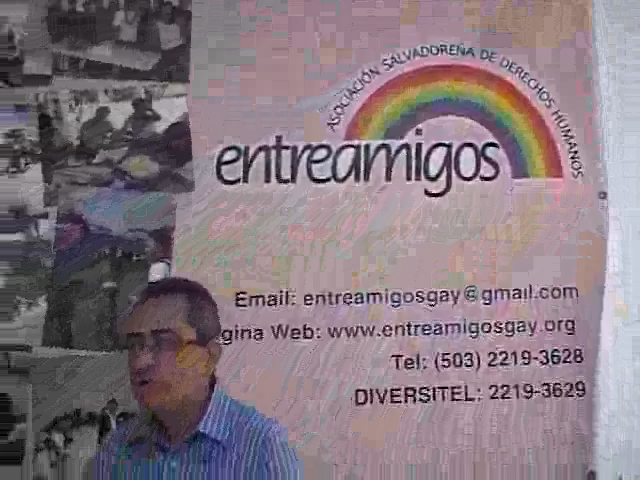 ASOCIACIÓN SALVADOREÑA DE DERECHOS HUMANOS
entreamigos
Email: entreamigosgay@gmail.com
gina Web: www.entreamigosgay.org
Tel: (503) 2219-3628
DIVERSITEL: 2219-3629